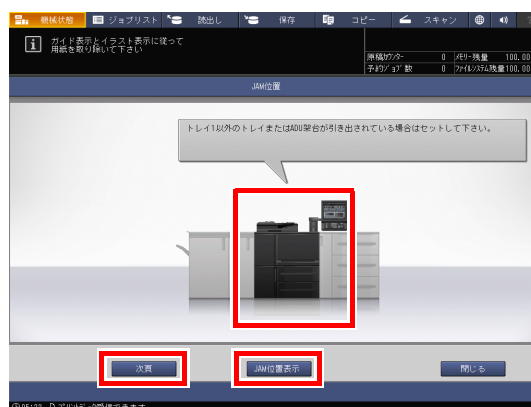 機械状態 ジョブリスト 読出し 保存 コピー スキャン
ガイド表示とイラスト表示に従って
用紙を取り除いて下さい
原稿カウンター 0 メモリー残量 100.00
予約ジョブ数 0 ファイルシステム残量 100.00
JAM位置
トレイ1以外のトレイまたはADU架台が引き出されている場合はセットして下さい。
次頁 JAM位置表示 閉じる